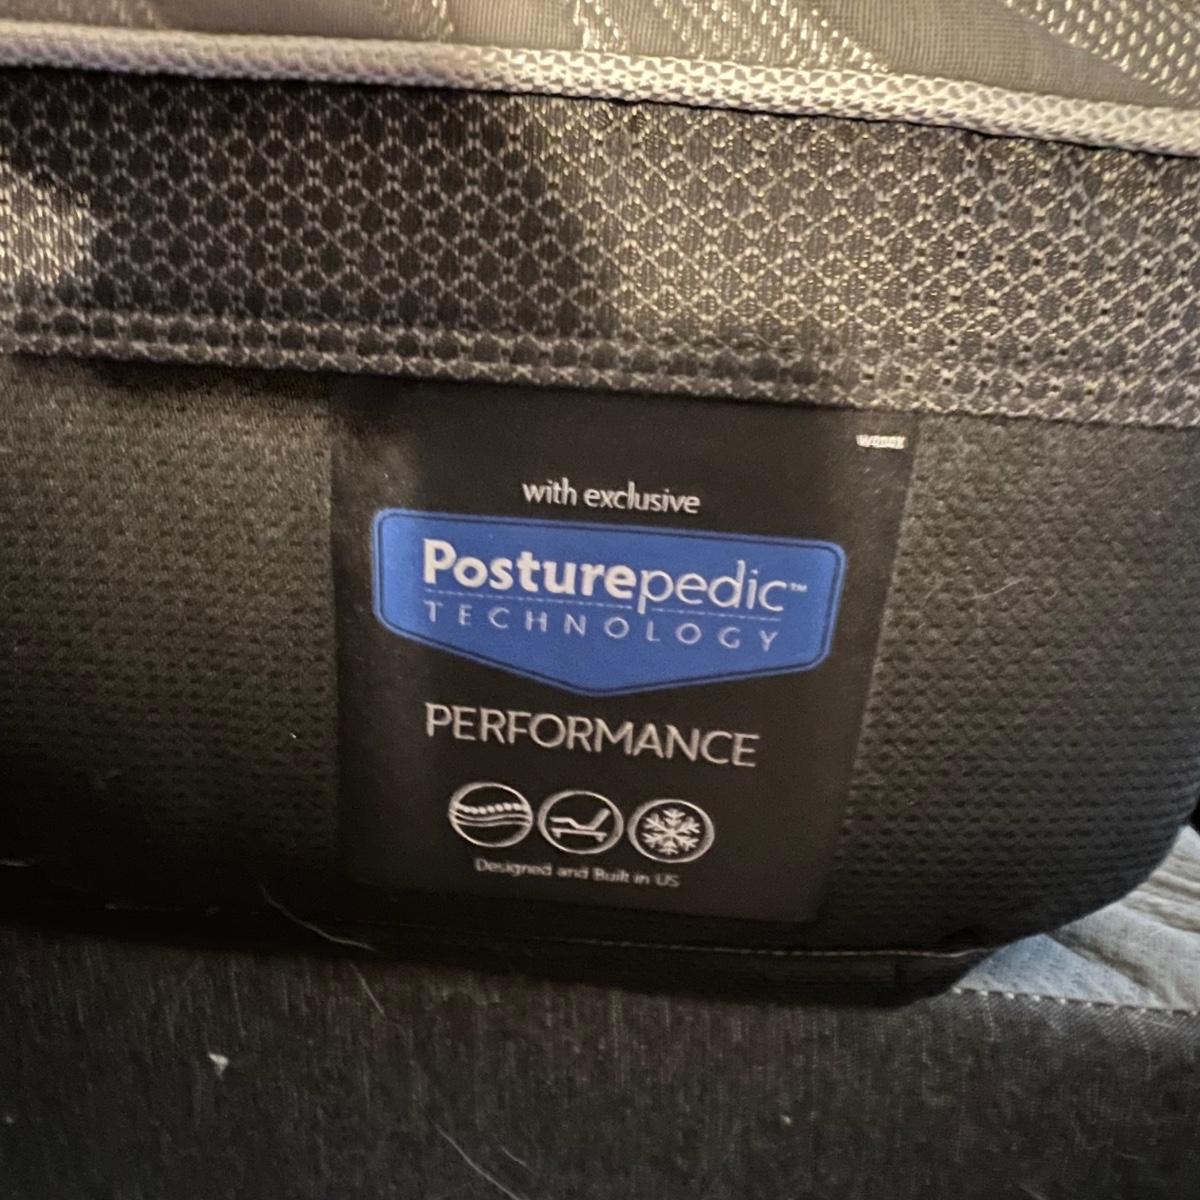 with exclusive
Posturepedic™
TECHNOLOGY
PERFORMANCE
Designed and Built in US